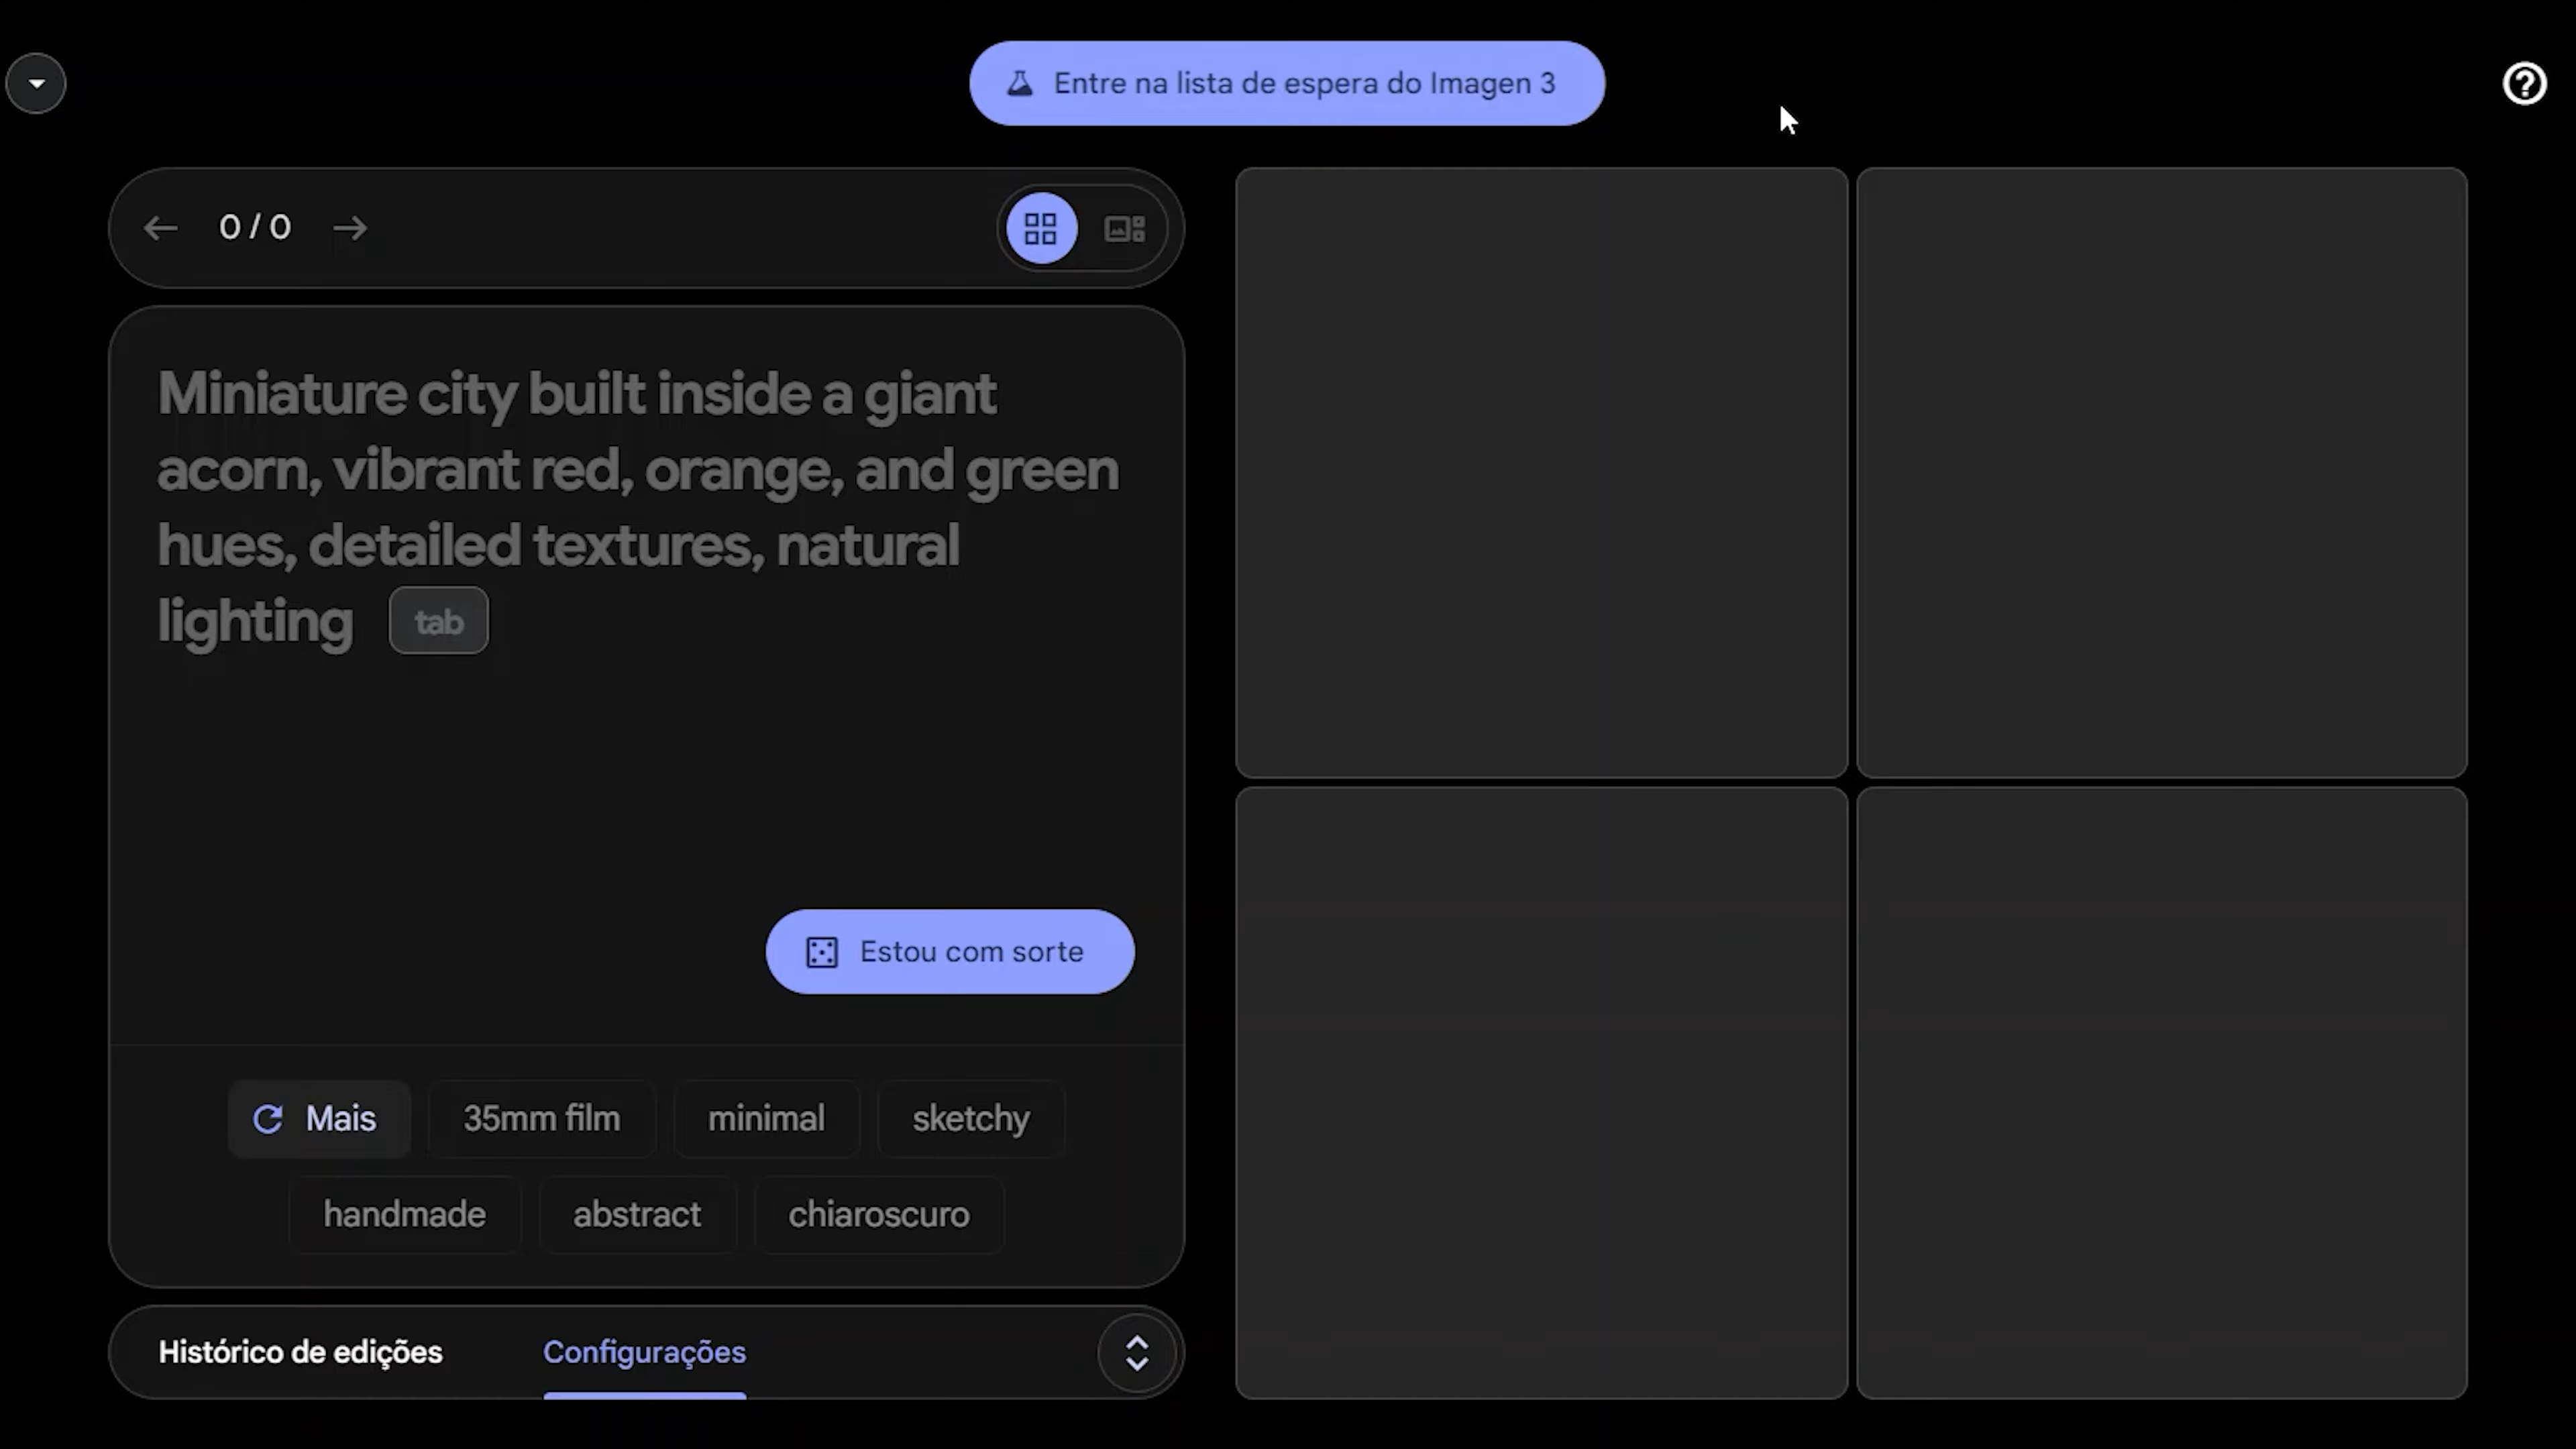 Entre na lista de espera do Imagen 3
0 / 0
Miniature city built inside a giant
acorn, vibrant red, orange, and green
hues, detailed textures, natural
lighting tab
Estou com sorte
Mais 35mm film minimal sketchy
handmade abstract chiaroscuro
Histórico de edições Configurações